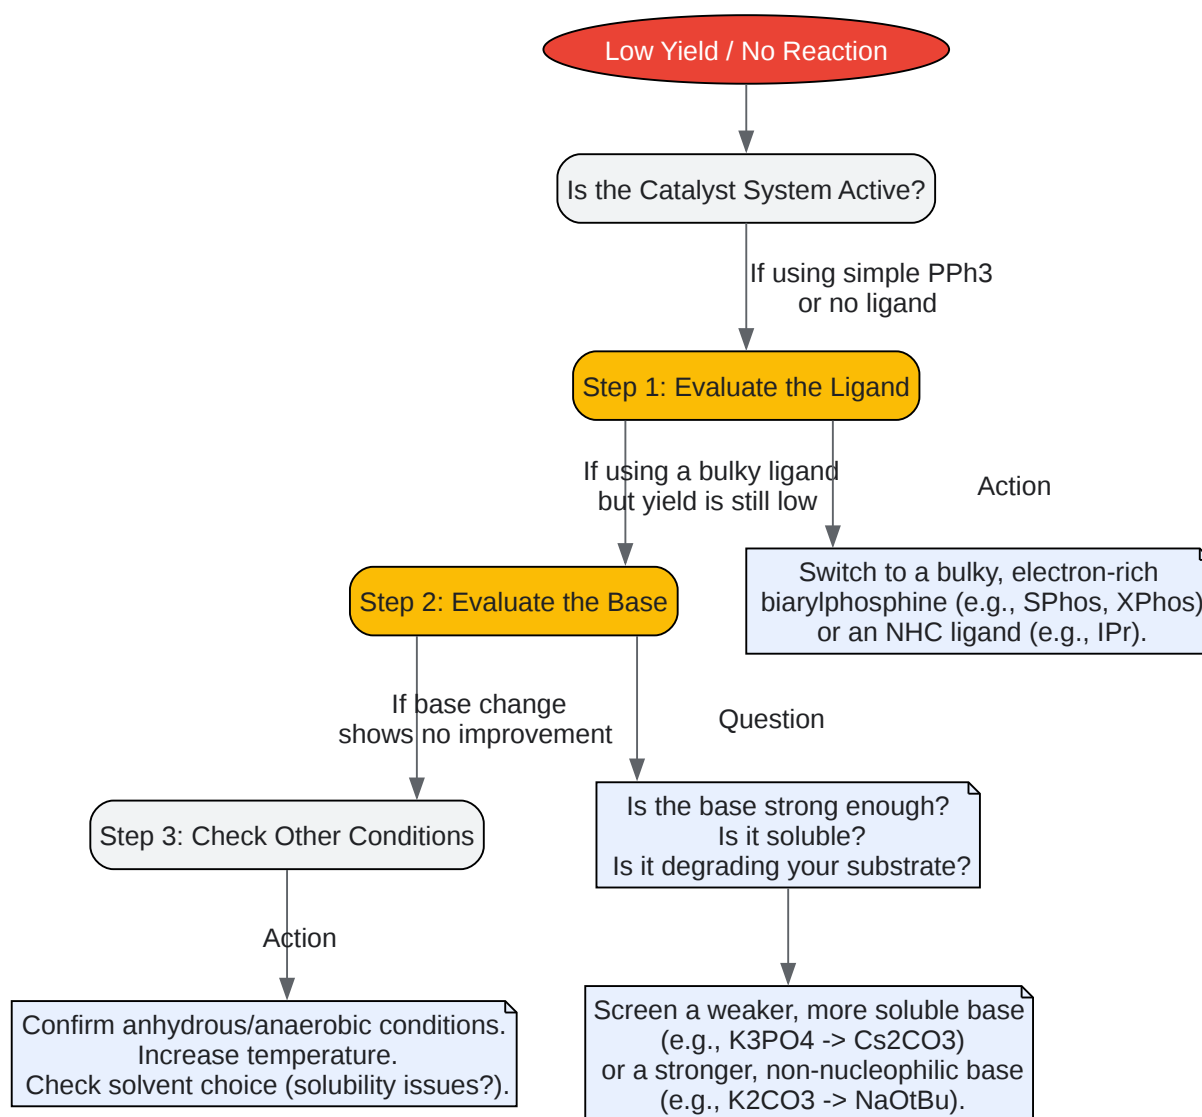 Low Yield / No Reaction
Is the Catalyst System Active?
If using simple PPh3
or no ligand
Step 1: Evaluate the Ligand
If using a bulky ligand
but yield is still low
Action
Switch to a bulky, electron-rich
biarylphosphine (e.g., SPhos, XPhos)
or an NHC ligand (e.g., IPr).
Step 2: Evaluate the Base
If base change
shows no improvement
Question
Is the base strong enough?
Is it soluble?
Is it degrading your substrate?
Step 3: Check Other Conditions
Action
Confirm anhydrous/anaerobic conditions.
Increase temperature.
Check solvent choice (solubility issues?).
Screen a weaker, more soluble base
(e.g., K3PO4 -> Cs2CO3)
or a stronger, non-nucleophilic base
(e.g., K2CO3 -> NaOtBu).